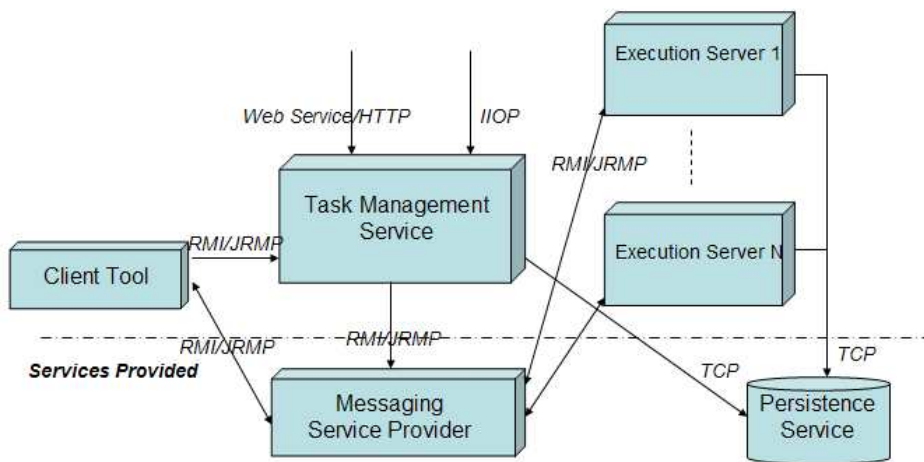 Execution Server 1
Web Service/HTTP
IIOP
RMI/JRMP
Task Management
Service
RMI/JRMP
Execution Server N
Client Tool
RMI/JRMP
RMI/JRMP
Services Provided
TCP
TCP
Messaging
Service Provider
Persistence
Service